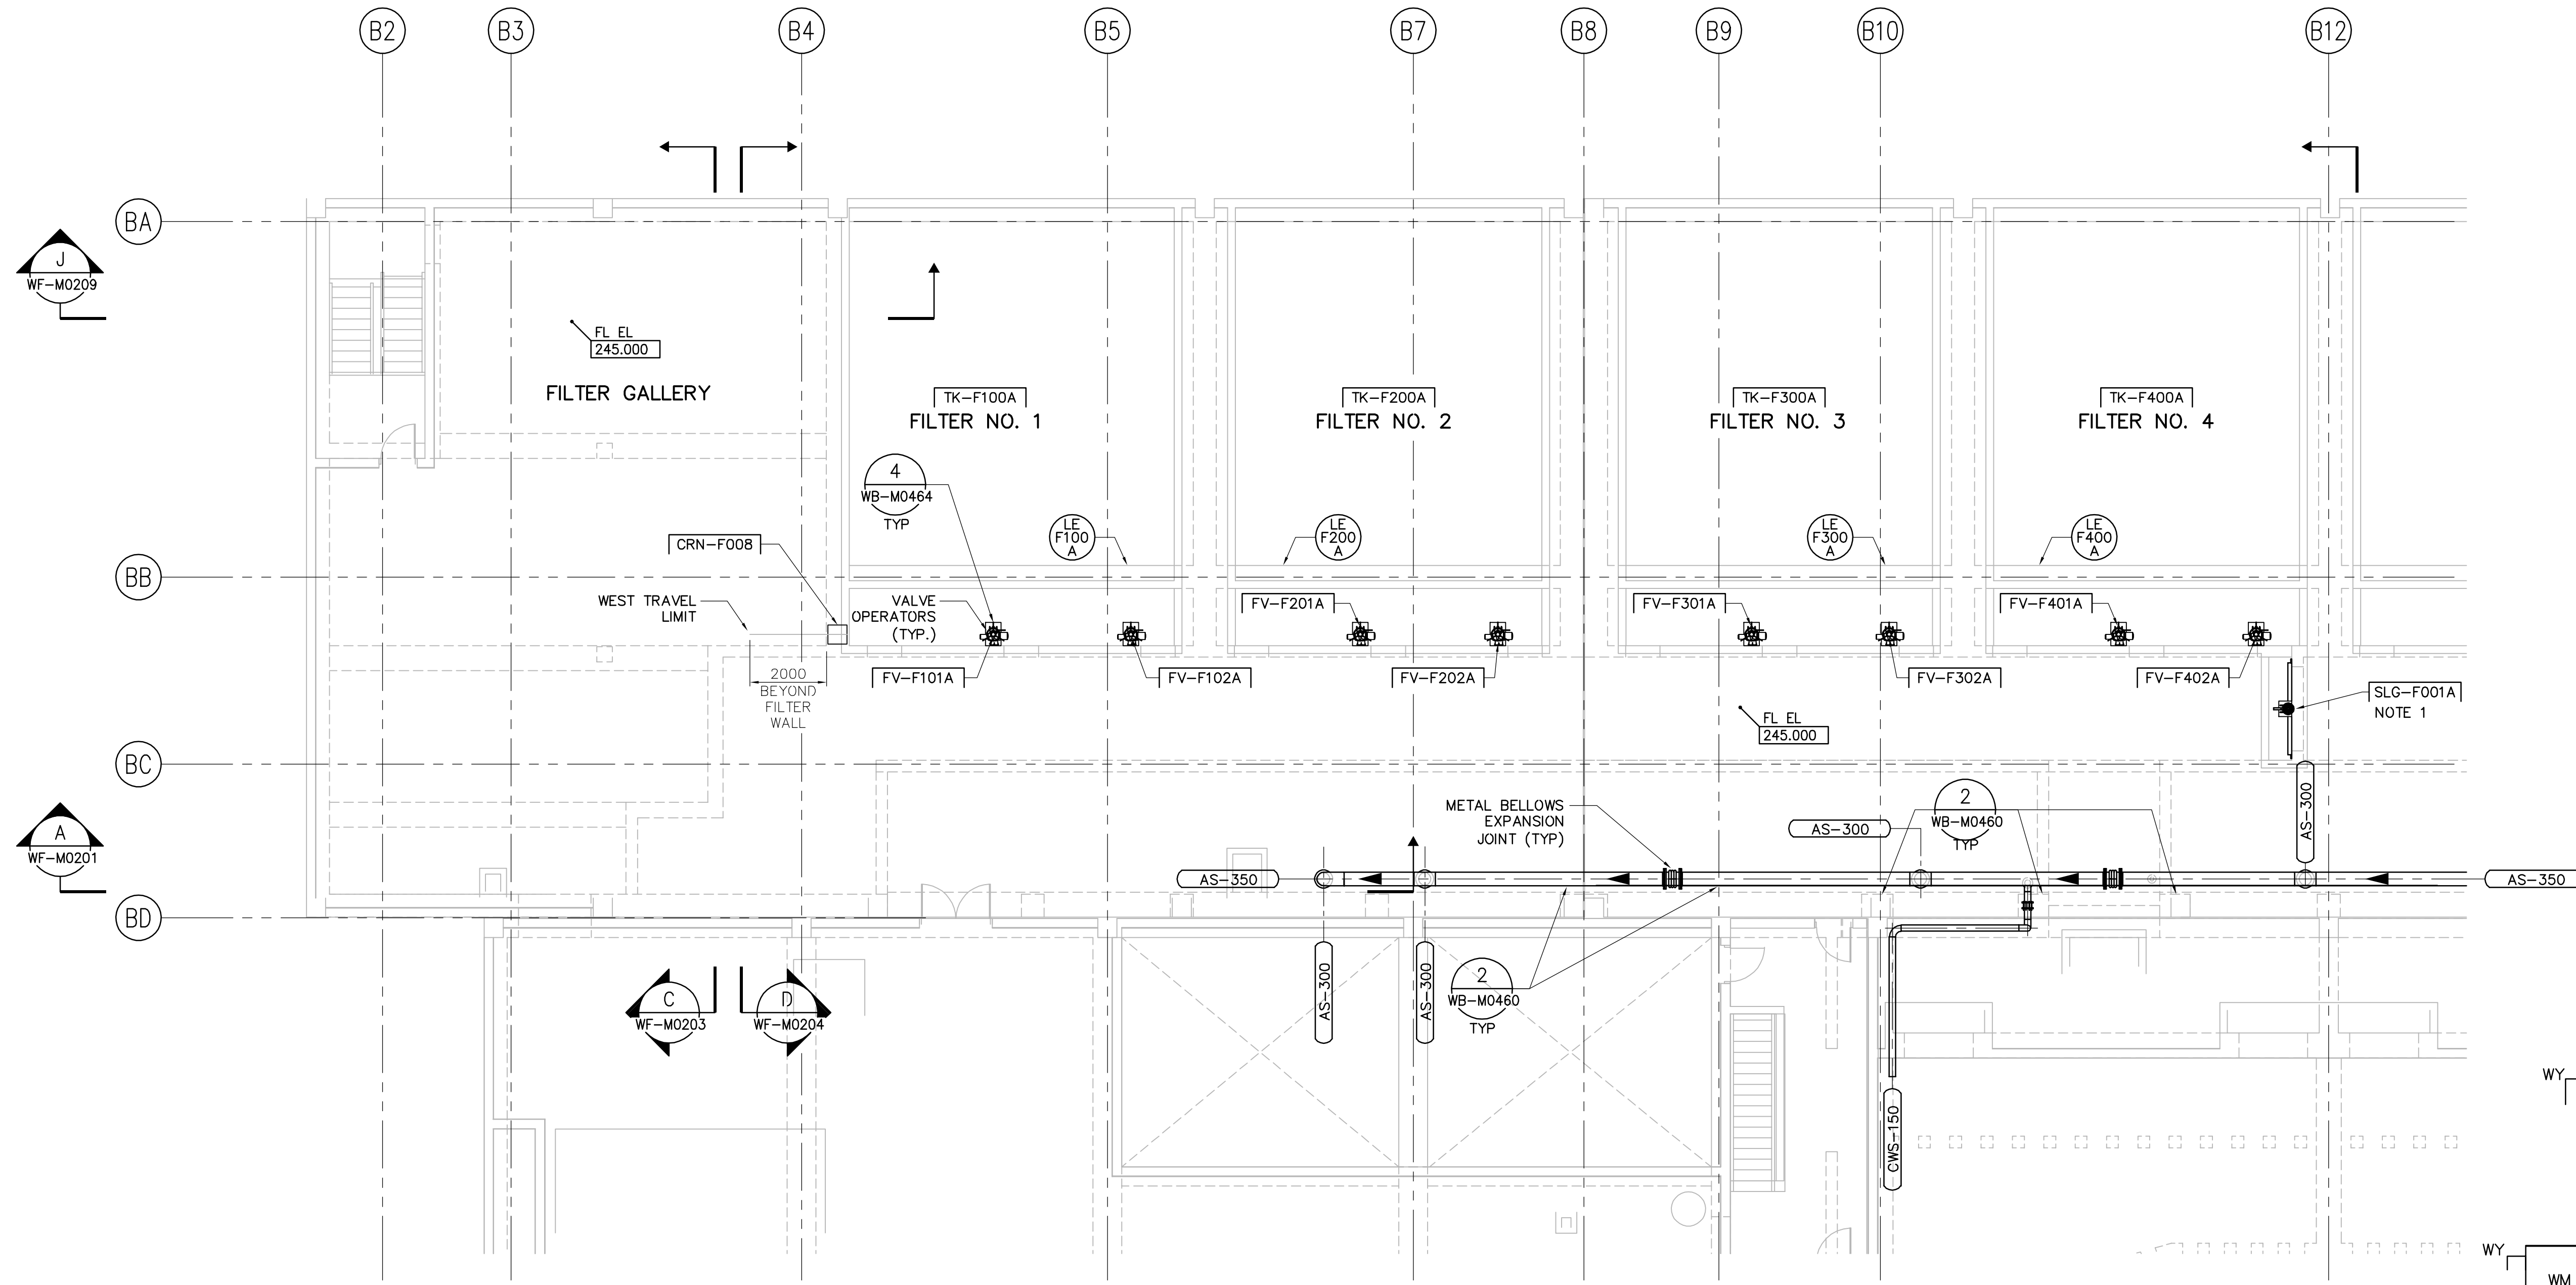 B2
B3
B4
B5
B7
B8
B9
B10
B12
BA
J
WF-M0209
FL EL
245.000
FILTER GALLERY
TK-F100A
FILTER NO. 1
TK-F200A
FILTER NO. 2
TK-F300A
FILTER NO. 3
TK-F400A
FILTER NO. 4
4
WB-M0464
TYP
LE
F100
A
LE
F200
A
LE
F300
A
LE
F400
A
CRN-F008
BB
WEST TRAVEL
LIMIT
VALVE
OPERATORS
(TYP.)
FV-F201A
FV-F301A
FV-F401A
2000
BEYOND
FILTER
WALL
FV-F101A
FV-F102A
FV-F202A
FV-F302A
FV-F402A
SLG-F001A
NOTE 1
FL EL
245.000
BC
METAL BELLOWS
EXPANSION
JOINT (TYP)
AS-300
2
WB-M0460
TYP
AS-300
A
WF-M0201
AS-350
AS-350
BD
C
WF-M0203
D
WF-M0204
AS-300
AS-300
2
WB-M0460
TYP
CWS-150
WY
WY
WM